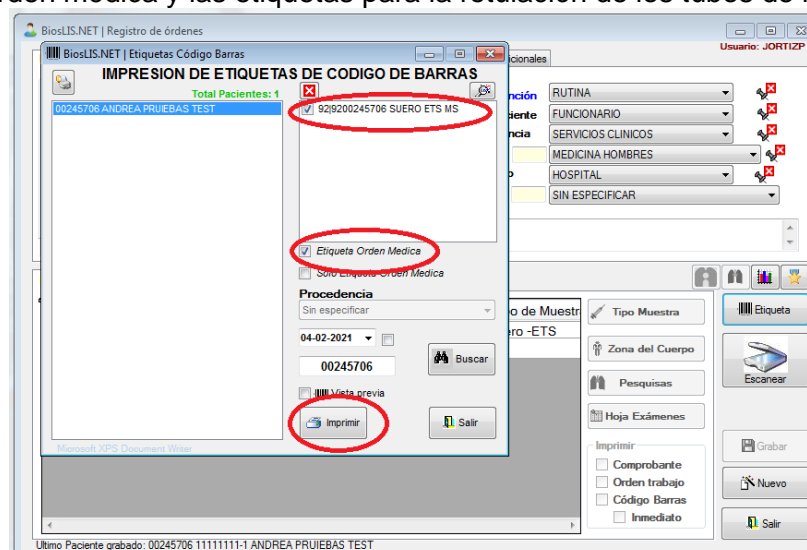 rden médica y las etiquetas para la rotulación de los tubos de
BiosLIS.NET | Registro de órdenes
Usuario: JORTIZP
BiosLIS.NET | Etiquetas Código Barras
icionales
IMPRESION DE ETIQUETAS DE CODIGO DE BARRAS
Total Pacientes: 1
00245706 ANDREA PRUIEBAS TEST
92|9200245706 SUERO ETS MS
nción RUTINA
iente FUNCIONARIO
ncia SERVICIOS CLINICOS
MEDICINA HOMBRES
HOSPITAL
SIN ESPECIFICAR
Etiqueta Orden Medica
Solo Etiqueta Orden Medica
Procedencia
Sin especificar
04-02-2021
00245706
Buscar
Vista previa
Imprimir
Salir
Microsoft XPS Document Writer
o de Muestr
ero -ETS
Tipo Muestra
Zona del Cuerpo
Pesquisas
Hoja Exámenes
Imprimir
Comprobante
Orden trabajo
Código Barras
Inmediato
Etiqueta
Escanear
Grabar
Nuevo
Salir
Ultimo Paciente grabado: 00245706 11111111-1 ANDREA PRUIEBAS TEST